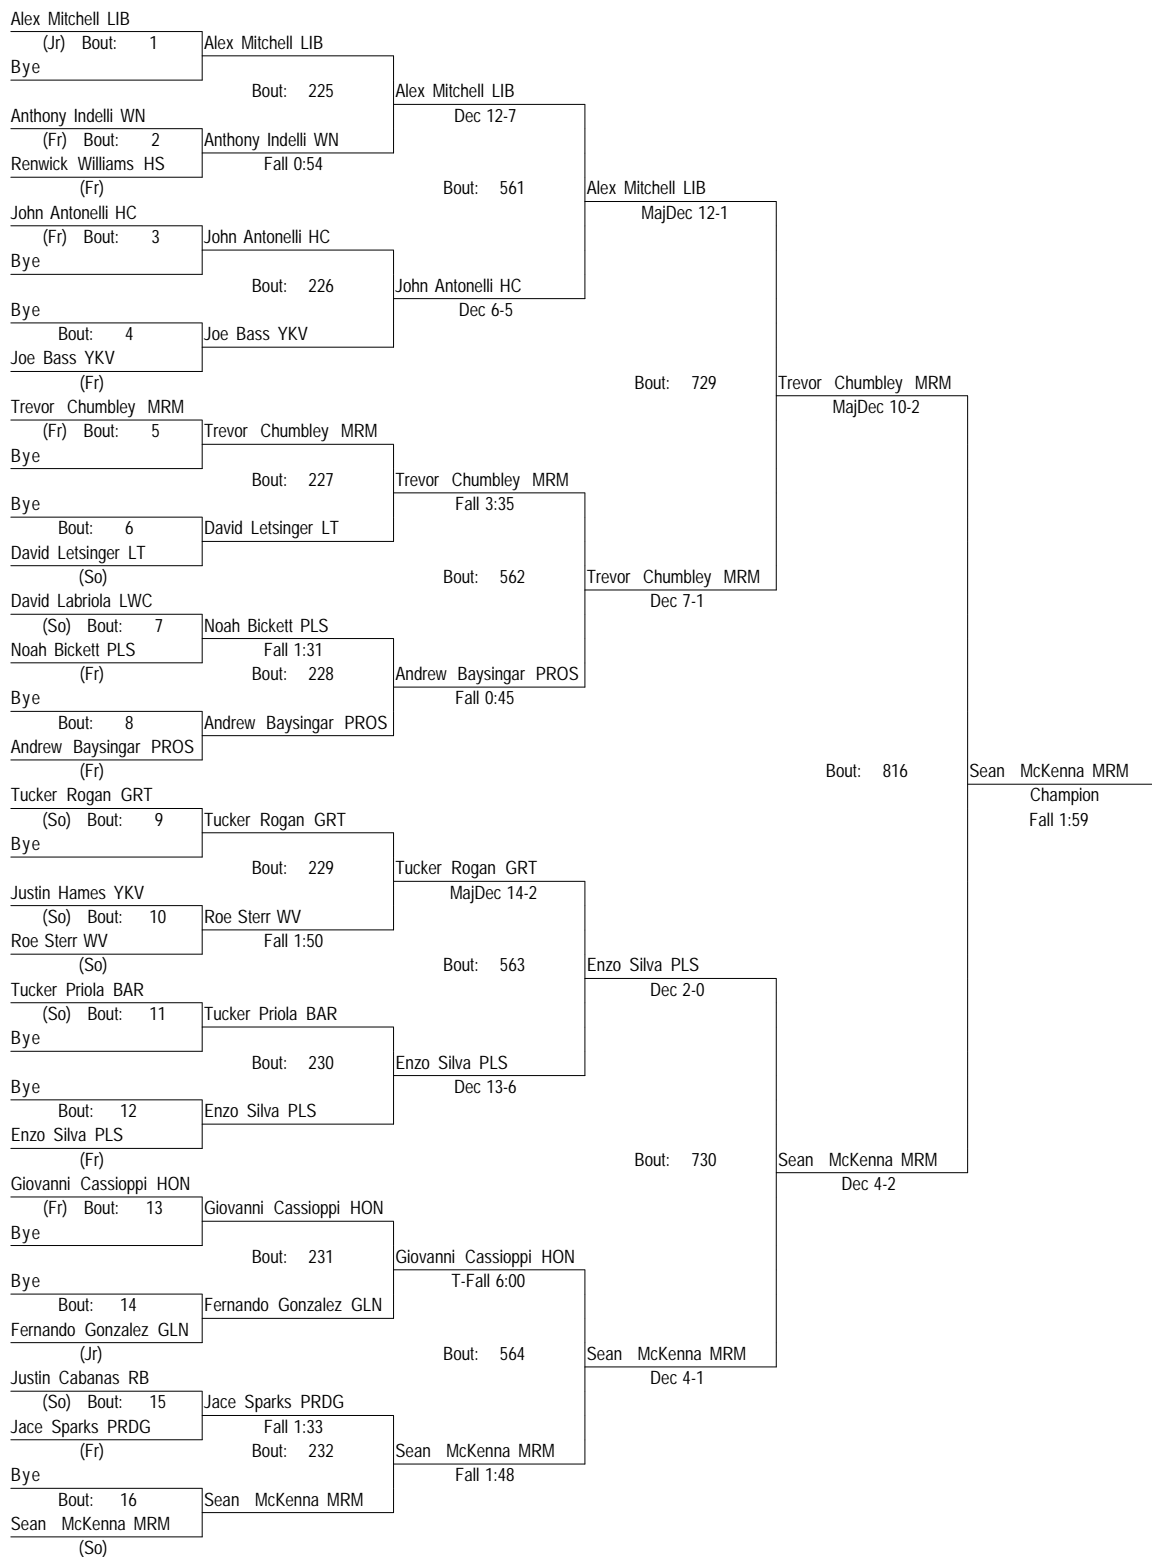 Alex Mitchell LIB
(Jr) Bout: 1 Alex Mitchell LIB
Bye
Bout: 225 Alex Mitchell LIB
Anthony Indelli WN Dec 12-7
(Fr) Bout: 2 Anthony Indelli WN
Renwick Williams HS Fall 0:54
(Fr) Bout: 561 Alex Mitchell LIB
John Antonelli HC MajDec 12-1
(Fr) Bout: 3 John Antonelli HC
Bye
Bout: 226 John Antonelli HC
Bye Dec 6-5
Bout: 4 Joe Bass YKV
Joe Bass YKV
(Fr) Bout: 729 Trevor Chumbley MRM
Trevor Chumbley MRM MajDec 10-2
(Fr) Bout: 5 Trevor Chumbley MRM
Bye
Bout: 227 Trevor Chumbley MRM
Bye Fall 3:35
Bout: 6 David Letsinger LT
David Letsinger LT
(So) Bout: 562 Trevor Chumbley MRM
David Labriola LWC Dec 7-1
(So) Bout: 7 Noah Bickett PLS
Noah Bickett PLS Fall 1:31
(Fr) Bout: 228 Andrew Baysingar PROS
Bye Fall 0:45
Bout: 8 Andrew Baysingar PROS
Andrew Baysingar PROS
(Fr) Bout: 816 Sean McKenna MRM
Tucker Rogan GRT Champion
(So) Bout: 9 Tucker Rogan GRT Fall 1:59
Bye
Bout: 229 Tucker Rogan GRT
Justin Hames YKV MajDec 14-2
(So) Bout: 10 Roe Sterr WV
Roe Sterr WV Fall 1:50
(So) Bout: 563 Enzo Silva PLS
Tucker Priola BAR Dec 2-0
(So) Bout: 11 Tucker Priola BAR
Bye
Bout: 230 Enzo Silva PLS
Bye Dec 13-6
Bout: 12 Enzo Silva PLS
Enzo Silva PLS
(Fr) Bout: 730 Sean McKenna MRM
Giovanni Cassioppi HON Dec 4-2
(Fr) Bout: 13 Giovanni Cassioppi HON
Bye
Bout: 231 Giovanni Cassioppi HON
Bye T-Fall 6:00
Bout: 14 Fernando Gonzalez GLN
Fernando Gonzalez GLN
(Jr) Bout: 564 Sean McKenna MRM
Justin Cabanas RB Dec 4-1
(So) Bout: 15 Jace Sparks PRDG
Jace Sparks PRDG Fall 1:33
(Fr) Bout: 232 Sean McKenna MRM
Bye Fall 1:48
Bout: 16 Sean McKenna MRM
Sean McKenna MRM
(So)